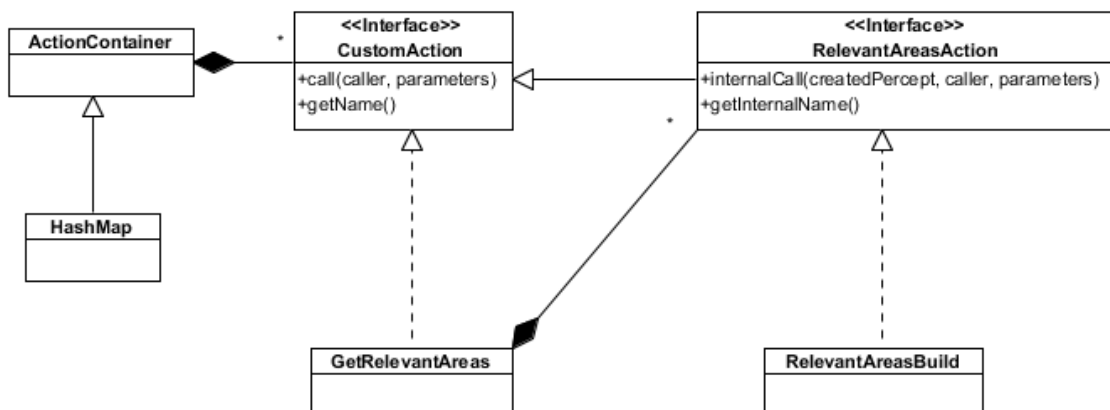 ActionContainer
*
<<Interface>>
CustomAction
+call(caller, parameters)
+getName()
<<Interface>>
RelevantAreasAction
+internalCall(createdPercept, caller, parameters)
+getInternalName()
*
HashMap
GetRelevantAreas
RelevantAreasBuild